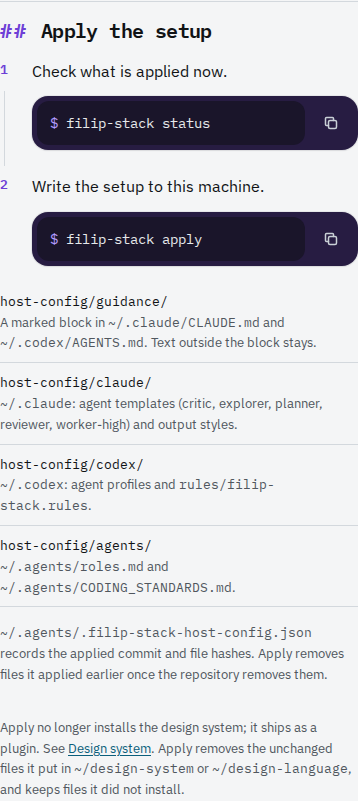 ## Apply the setup
1 Check what is applied now.
$ filip-stack status
2 Write the setup to this machine.
$ filip-stack apply
host-config/guidance/
A marked block in ~/.claude/CLAUDE.md and
~/.codex/AGENTS.md. Text outside the block stays.
host-config/claude/
~/.claude: agent templates (critic, explorer, planner,
reviewer, worker-high) and output styles.
host-config/codex/
~/.codex: agent profiles and rules/filip-
stack.rules.
host-config/agents/
~/.agents/roles.md and
~/.agents/CODING_STANDARDS.md.
~/.agents/.filip-stack-host-config.json
records the applied commit and file hashes. Apply removes
files it applied earlier once the repository removes them.
Apply no longer installs the design system; it ships as a
plugin. See Design system. Apply removes the unchanged
files it put in ~/design-system or ~/design-language,
and keeps files it did not install.